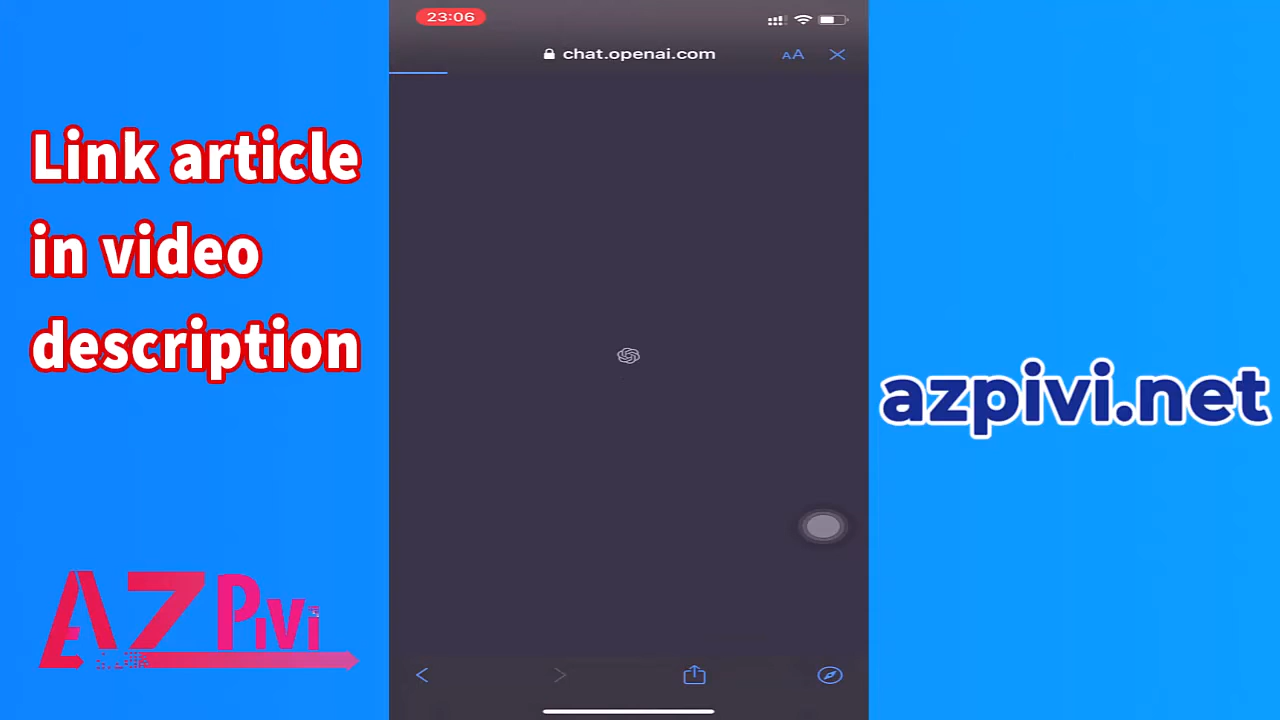 23:06
chat.openai.com
AA
Link article
in video
description
azpivi.net
AZPivi